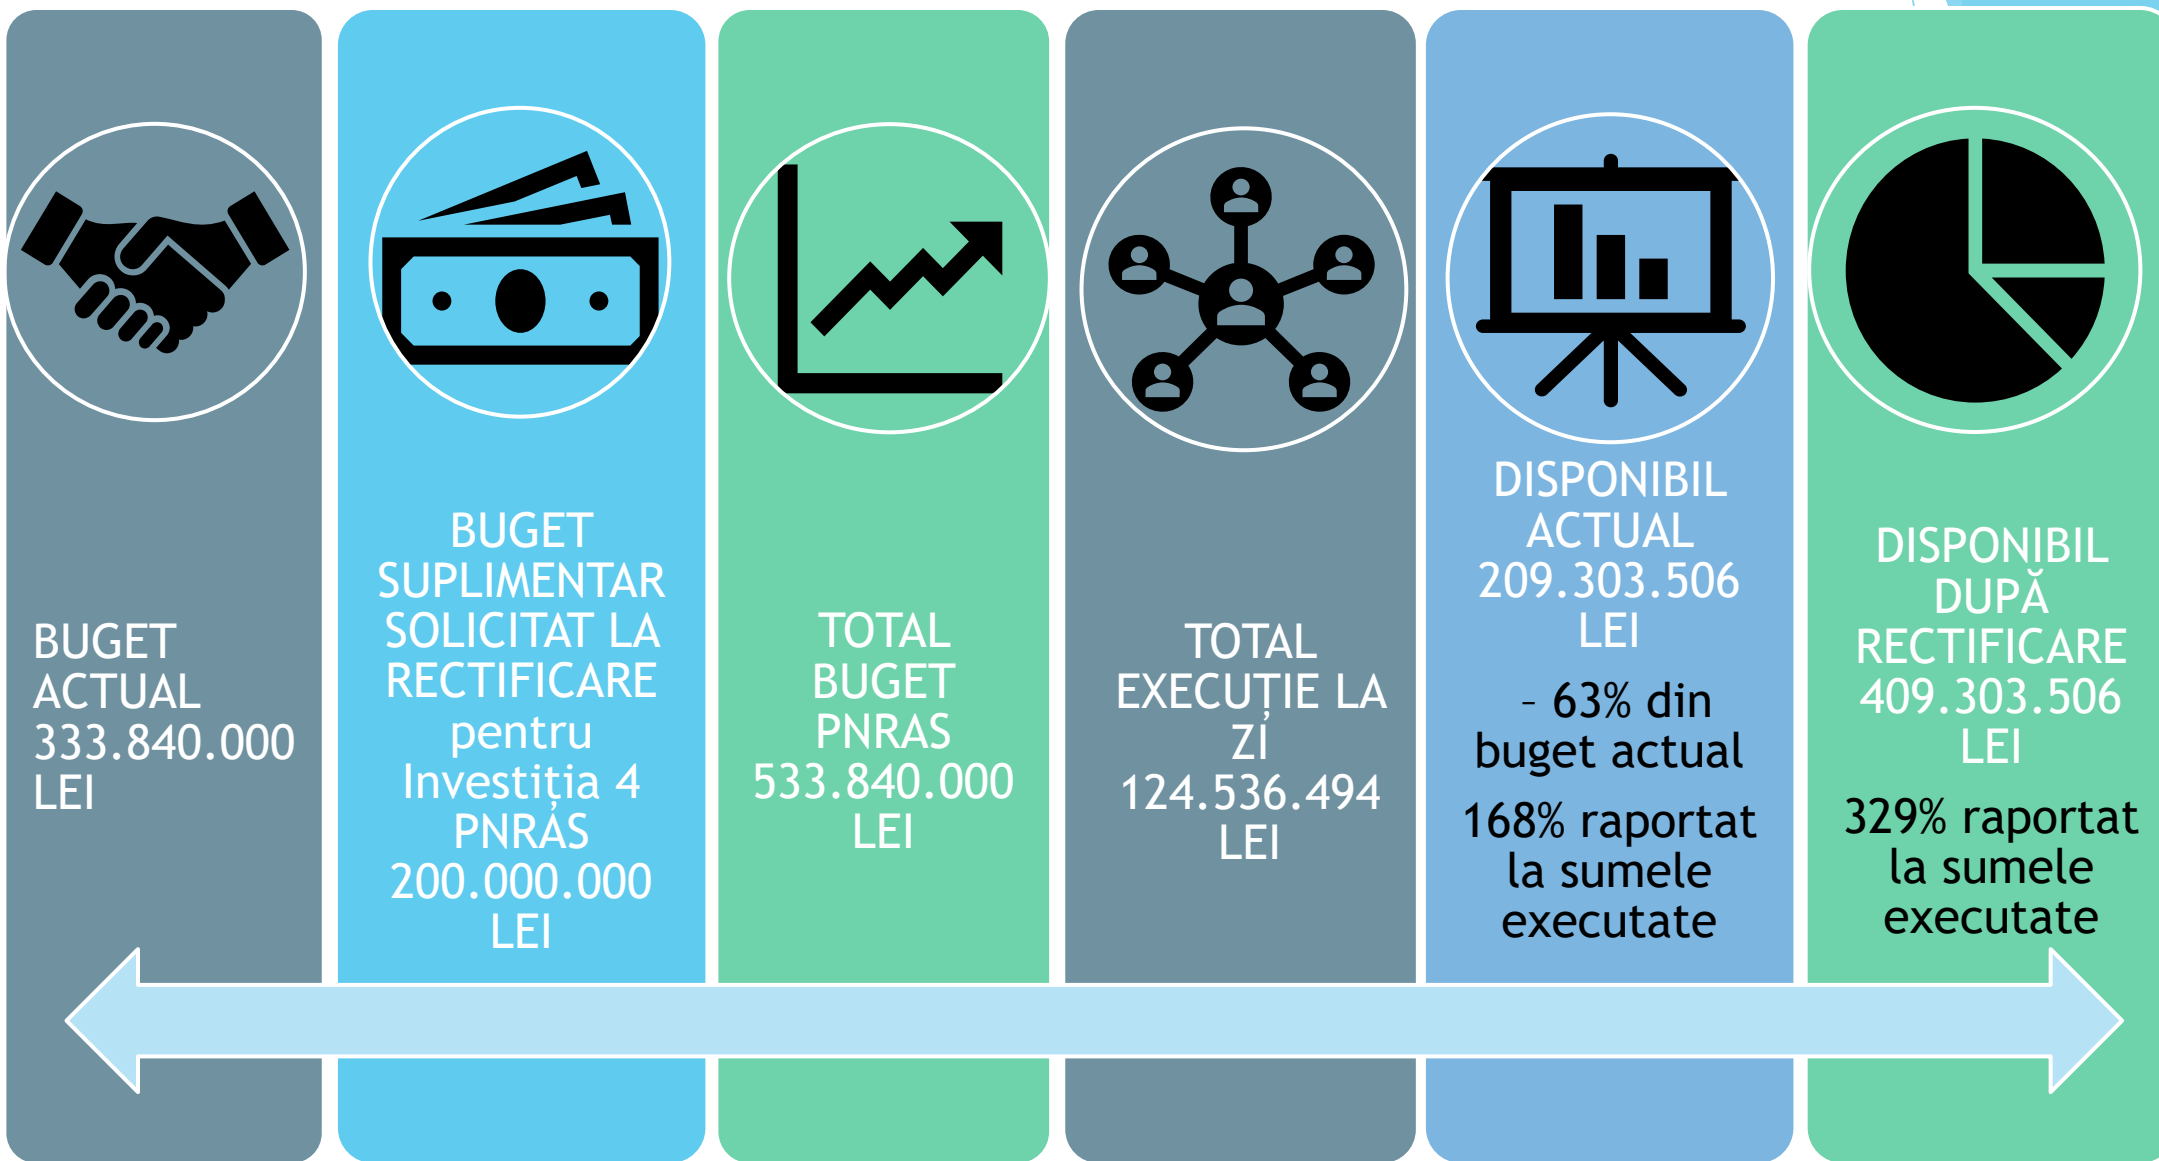 BUGET
ACTUAL
333.840.000
LEI
BUGET
SUPLIMENTAR
SOLICITAT LA
RECTIFICARE
pentru
Investiția 4
PNRAS
200.000.000
LEI
TOTAL
BUGET
PNRAS
533.840.000
LEI
TOTAL
EXECUȚIE LA
ZI
124.536.494
LEI
DISPONIBIL
ACTUAL
209.303.506
LEI
– 63% din
buget actual
168% raportat
la sumele
executate
DISPONIBIL
DUPĂ
RECTIFICARE
409.303.506
LEI
329% raportat
la sumele
executate